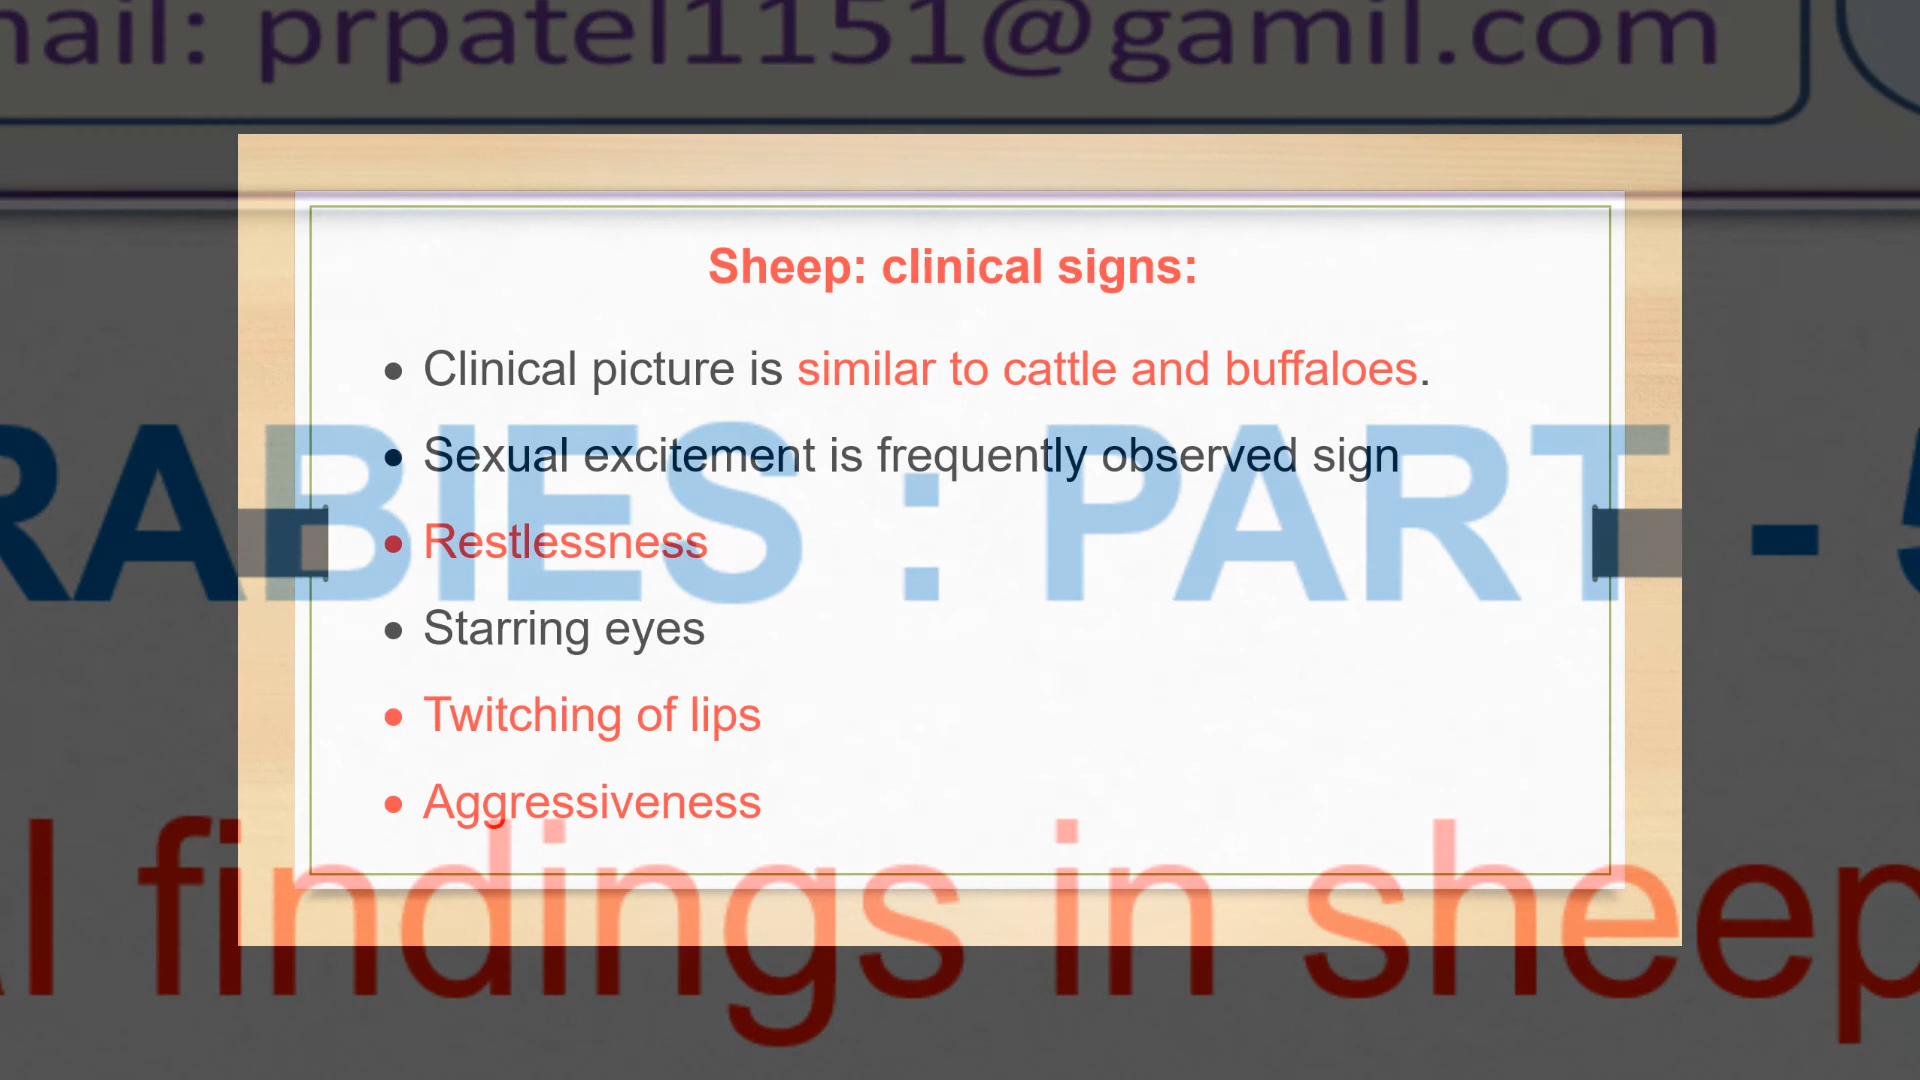 mail: prpatel1151@gamil.com
Sheep: clinical signs:
• Clinical picture is similar to cattle and buffaloes.
• Sexual excitement is frequently observed sign
RABIES : PART - 5
• Restlessness
• Starring eyes
• Twitching of lips
• Aggressiveness
findings in sheep